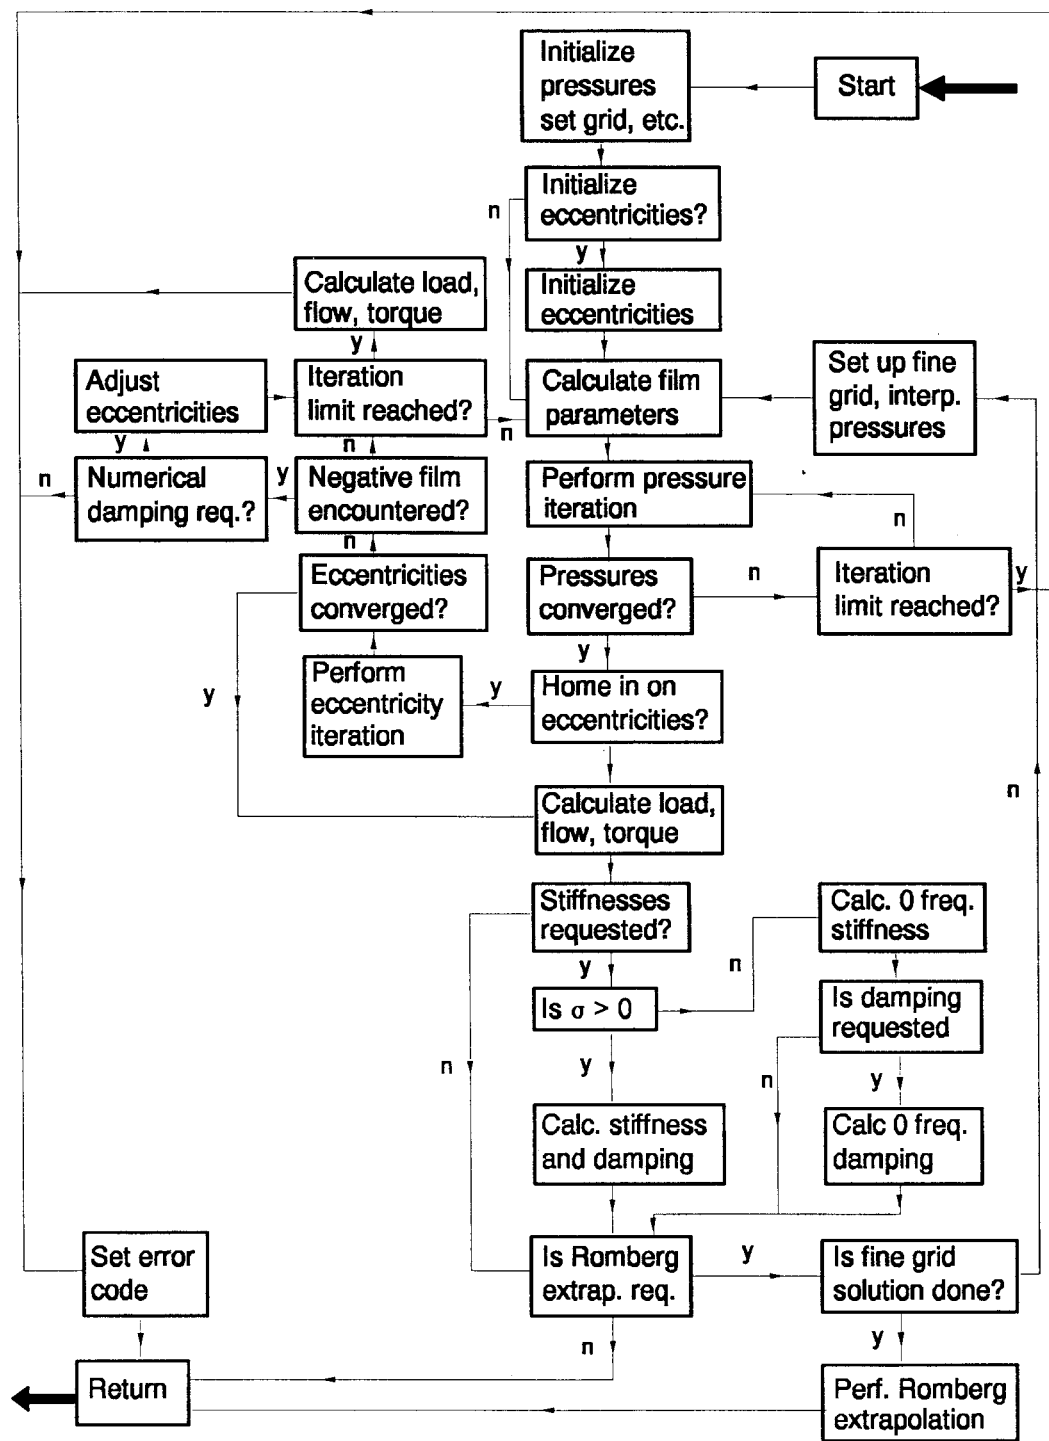 Initialize
pressures
set grid, etc.
Start
Initialize
eccentricities?
n
y
Initialize
eccentricities
Calculate load,
flow, torque
y
Adjust
eccentricities
Iteration
limit reached?
n
Calculate film
parameters
Set up fine
grid, interp.
pressures
y
n
n
Numerical
damping req.?
y
Negative film
encountered?
Perform pressure
iteration
n
n
Eccentricities
converged?
Pressures
converged?
n
Iteration
limit reached?
y
y
y
Perform
eccentricity
iteration
y
Home in on
eccentricities?
n
Calculate load,
flow, torque
Stiffnesses
requested?
Calc. 0 freq.
stiffness
y
n
Is σ > 0
Is damping
requested
n
y
n
y
Calc. stiffness
and damping
Calc 0 freq.
damping
Set error
code
Is Romberg
extrap. req.
y
Is fine grid
solution done?
n
y
Return
Perf. Romberg
extrapolation